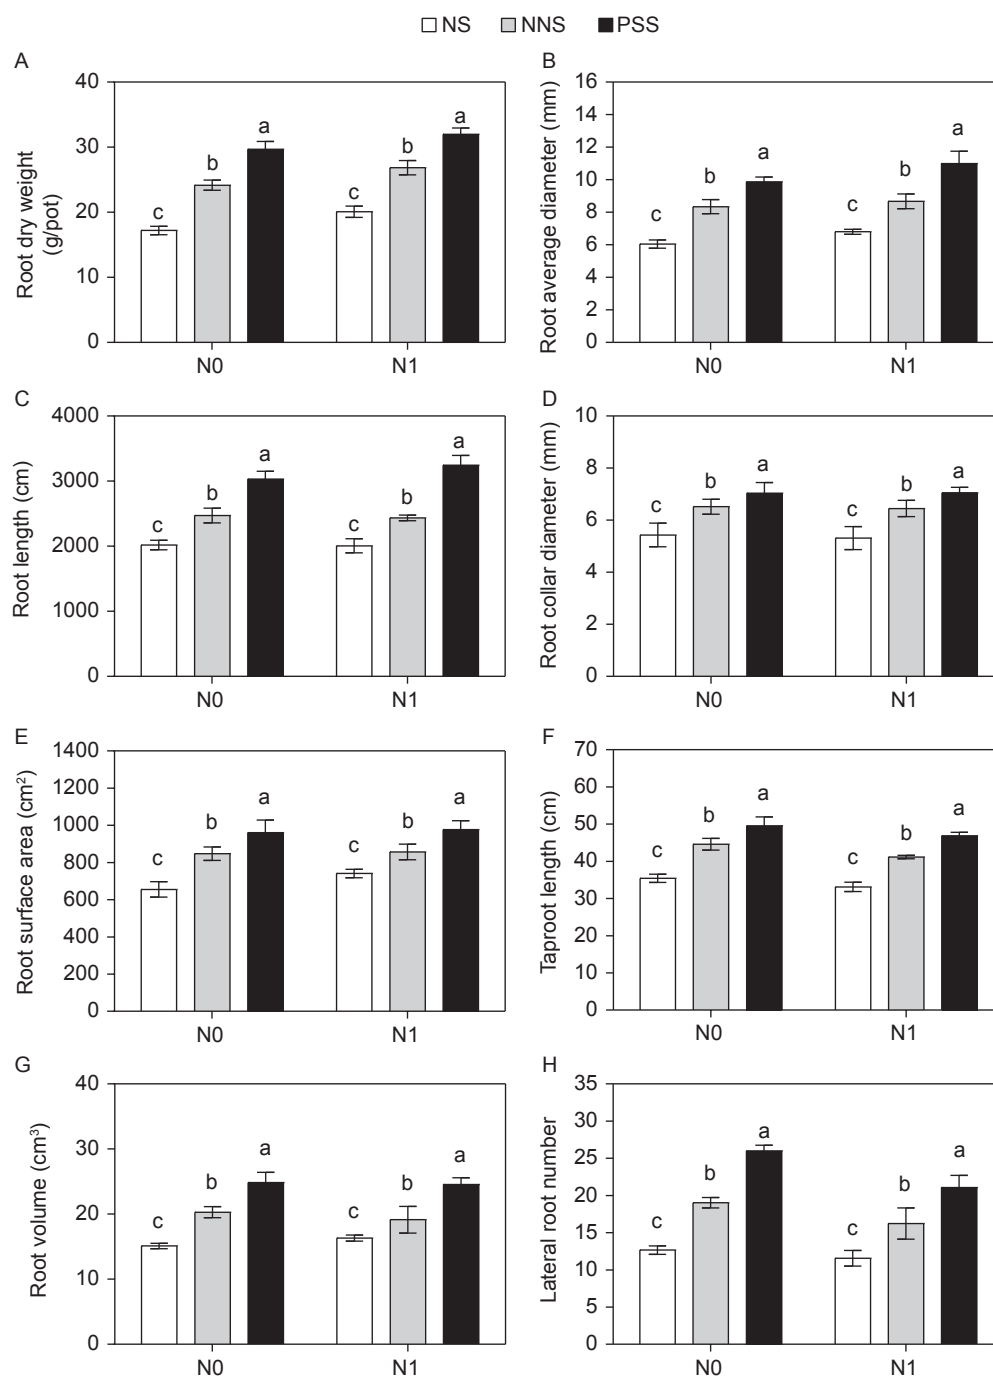 NS NNS PSS
A
Root dry weight
(g/pot)
40
30
20
10
0
c b a c b a
N0 N1
B
Root average diameter (mm)
16
14
12
10
8
6
4
2
0
c b a c b a
N0 N1
C
Root length (cm)
4000
3000
2000
1000
0
c b a c b a
N0 N1
D
Root collar diameter (mm)
10
8
6
4
2
0
c b a c b a
N0 N1
E
Root surface area (cm²)
1400
1200
1000
800
600
400
200
0
c b a c b a
N0 N1
F
Taproot length (cm)
70
60
50
40
30
20
10
0
c b a c b a
N0 N1
G
Root volume (cm³)
40
30
20
10
0
c b a c b a
N0 N1
H
Lateral root number
35
30
25
20
15
10
5
0
c b a c b a
N0 N1